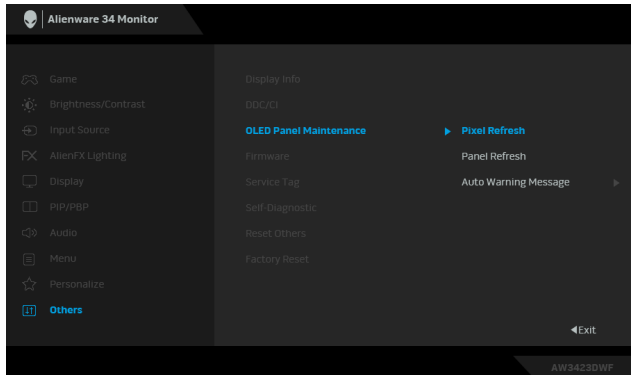 Alienware 34 Monitor
Game
Brightness/Contrast
Input Source
FX AlienFX Lighting
Display
PIP/PBP
Audio
Menu
Personalize
Others
Display Info
DDC/CI
OLED Panel Maintenance
Firmware
Service Tag
Self-Diagnostic
Reset Others
Factory Reset
Pixel Refresh
Panel Refresh
Auto Warning Message
Exit
AW3423DWF